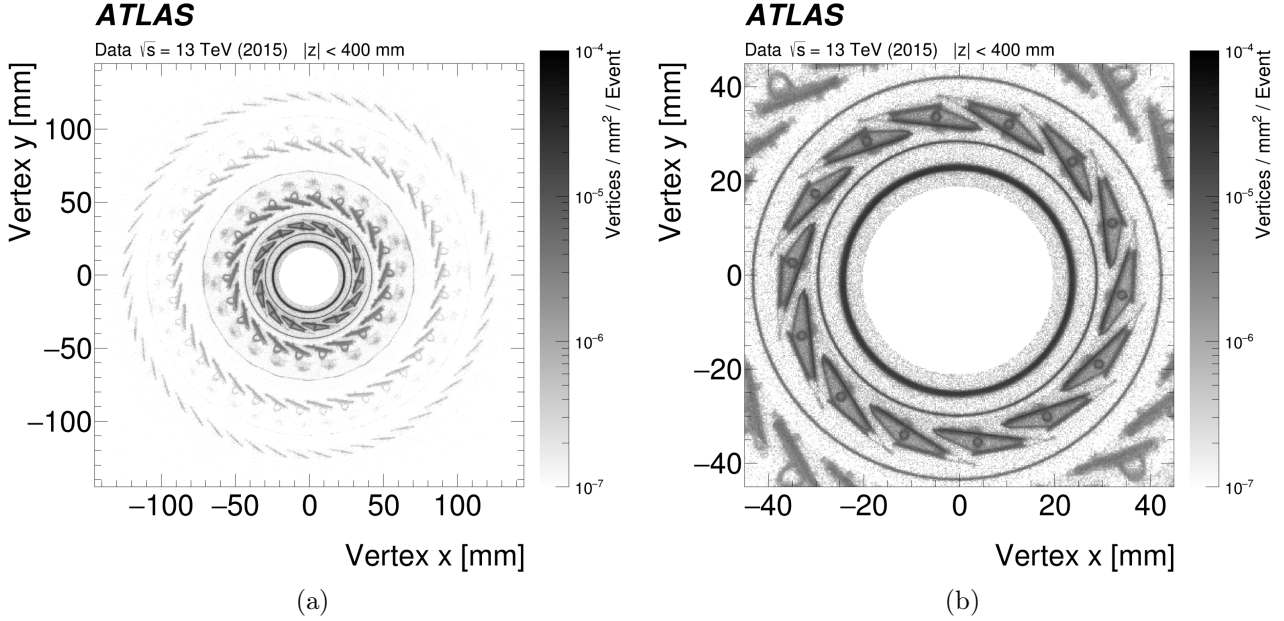 ATLAS
Data √s = 13 TeV (2015) |z| < 400 mm
Vertex y [mm]
100
50
0
−50
−100
−100 −50 0 50 100
Vertex x [mm]
10⁻⁴
10⁻⁵
10⁻⁶
10⁻⁷
Vertices / mm² / Event
(a)
ATLAS
Data √s = 13 TeV (2015) |z| < 400 mm
Vertex y [mm]
40
20
0
−20
−40
−40 −20 0 20 40
Vertex x [mm]
10⁻⁴
10⁻⁵
10⁻⁶
10⁻⁷
Vertices / mm² / Event
(b)